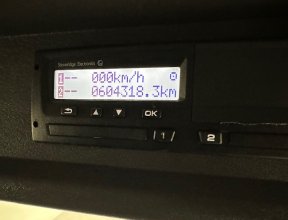 Stoneridge Electronics
1 -- 000km/h
2 -- 0604318.3km
OK
1
2